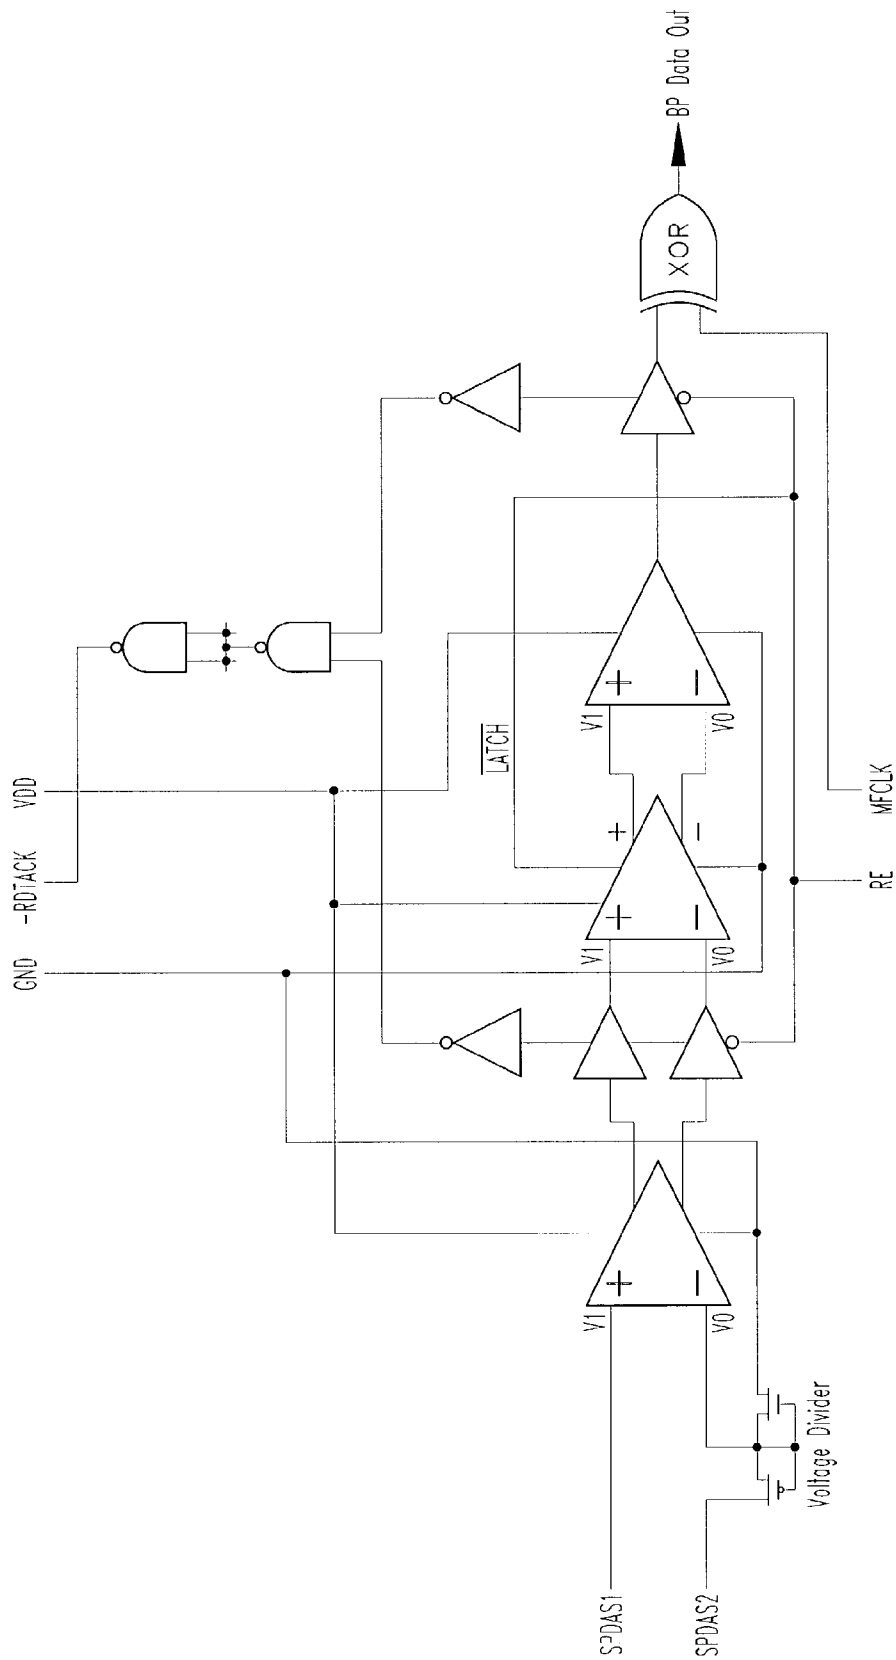 BP Data Out
XOR
GND
-RDTACK
VDD
LATCH
V1
V0
V1
V0
V1
V0
+
−
+
−
+
−
+
−
SPDAS1
SPDAS2
Voltage Divider
RE
MFCLK